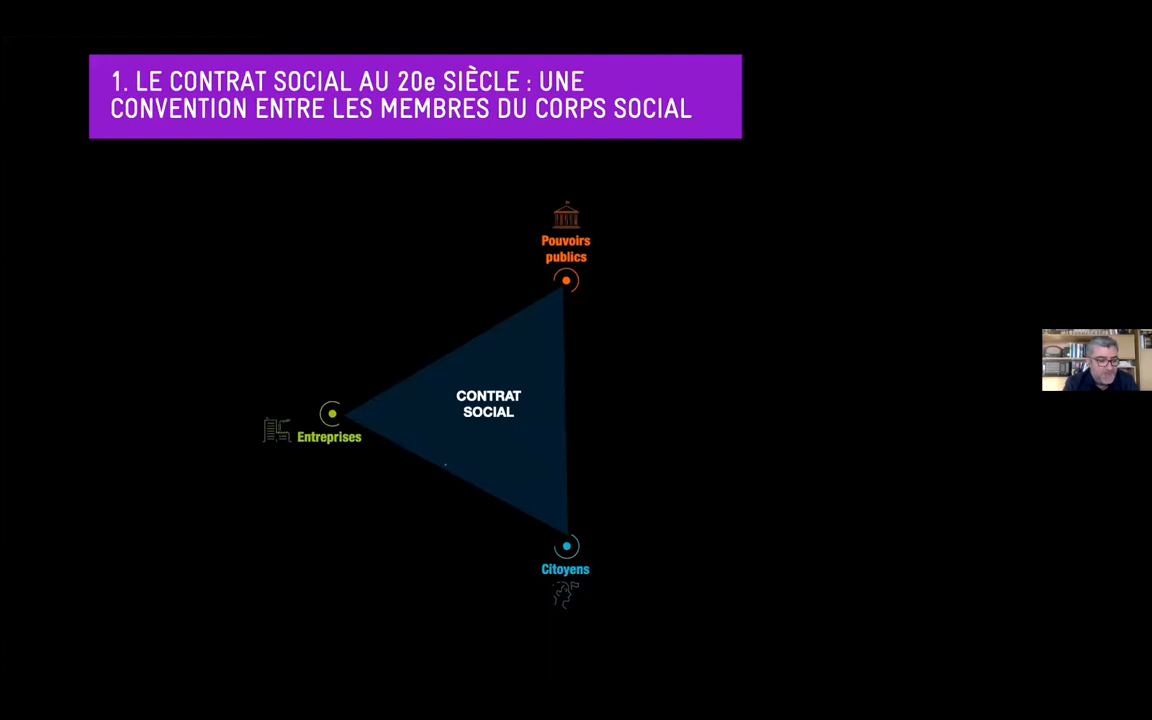 1. LE CONTRAT SOCIAL AU 20e SIÈCLE : UNE
CONVENTION ENTRE LES MEMBRES DU CORPS SOCIAL
Pouvoirs
publics
CONTRAT
SOCIAL
Entreprises
Citoyens